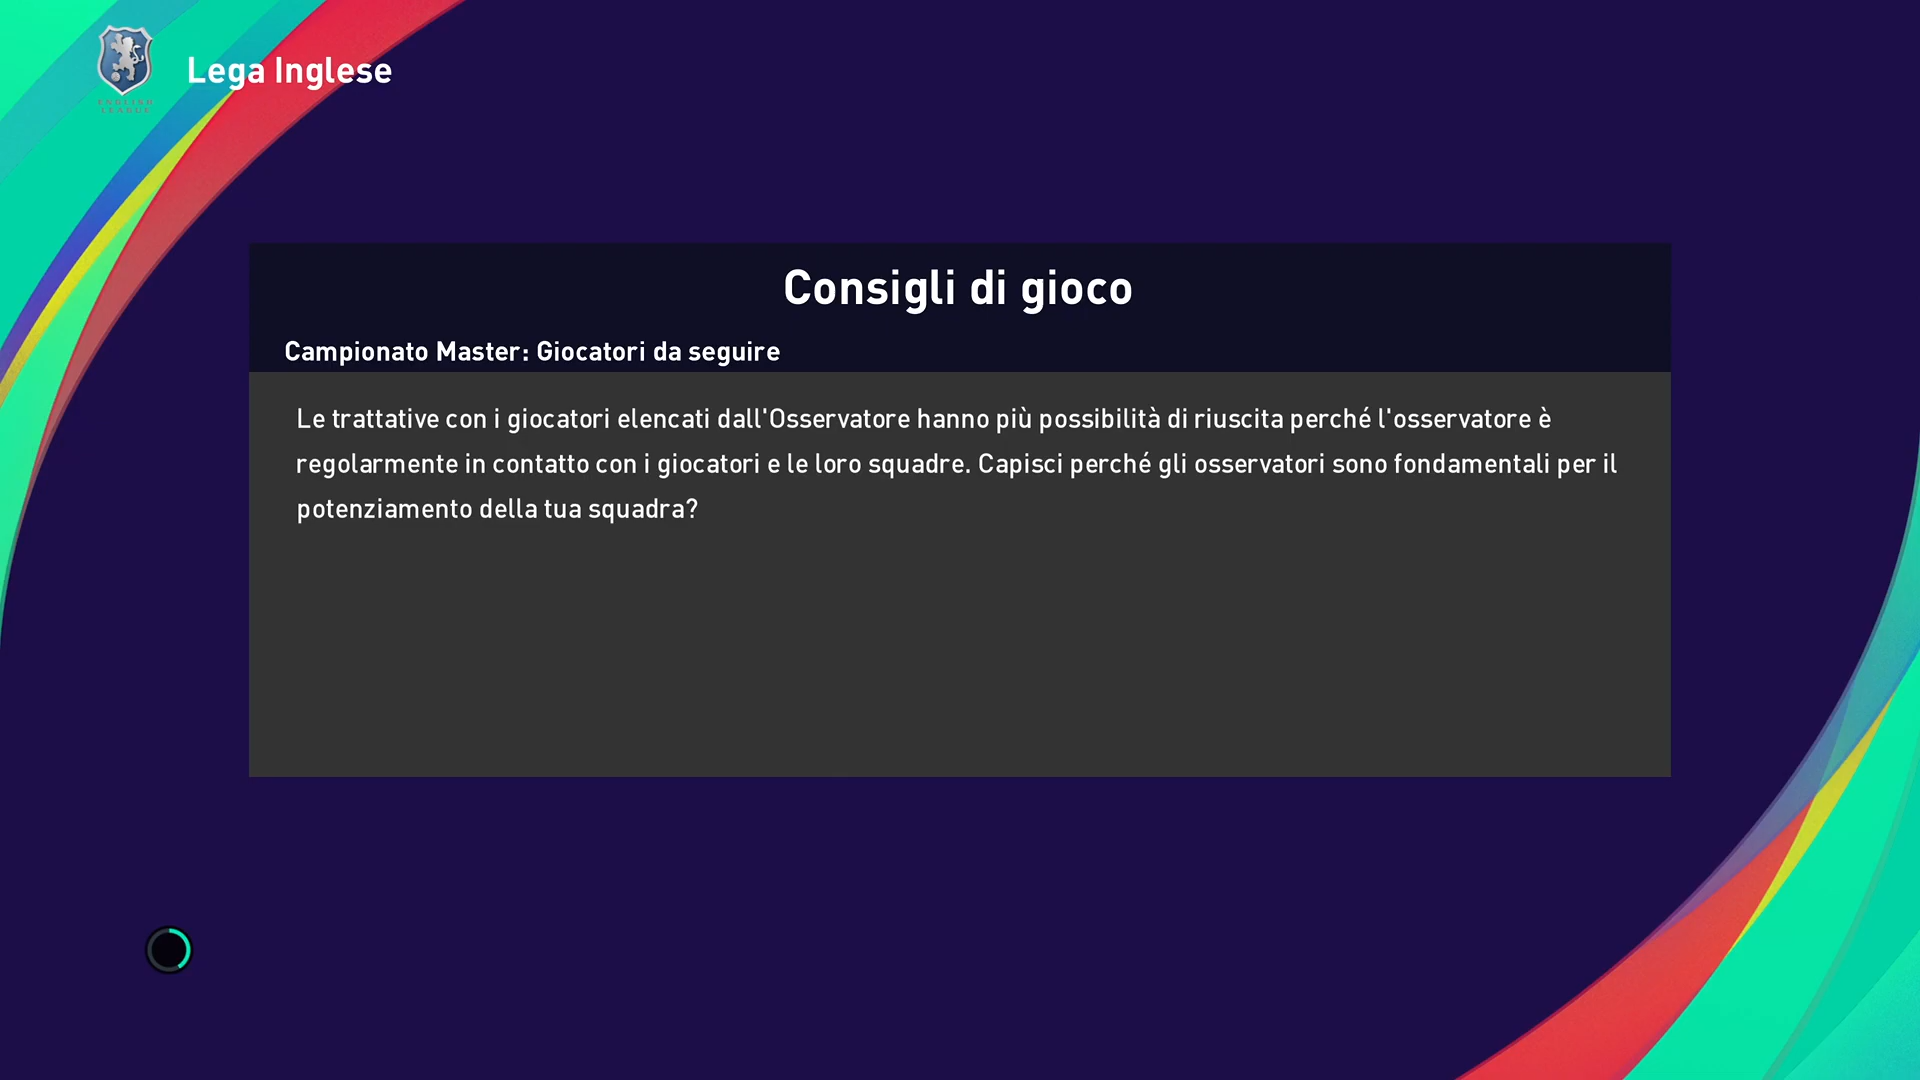 ENGLISH
LEAGUE
Lega Inglese
Consigli di gioco
Campionato Master: Giocatori da seguire
Le trattative con i giocatori elencati dall'Osservatore hanno più possibilità di riuscita perché l'osservatore è
regolarmente in contatto con i giocatori e le loro squadre. Capisci perché gli osservatori sono fondamentali per il
potenziamento della tua squadra?